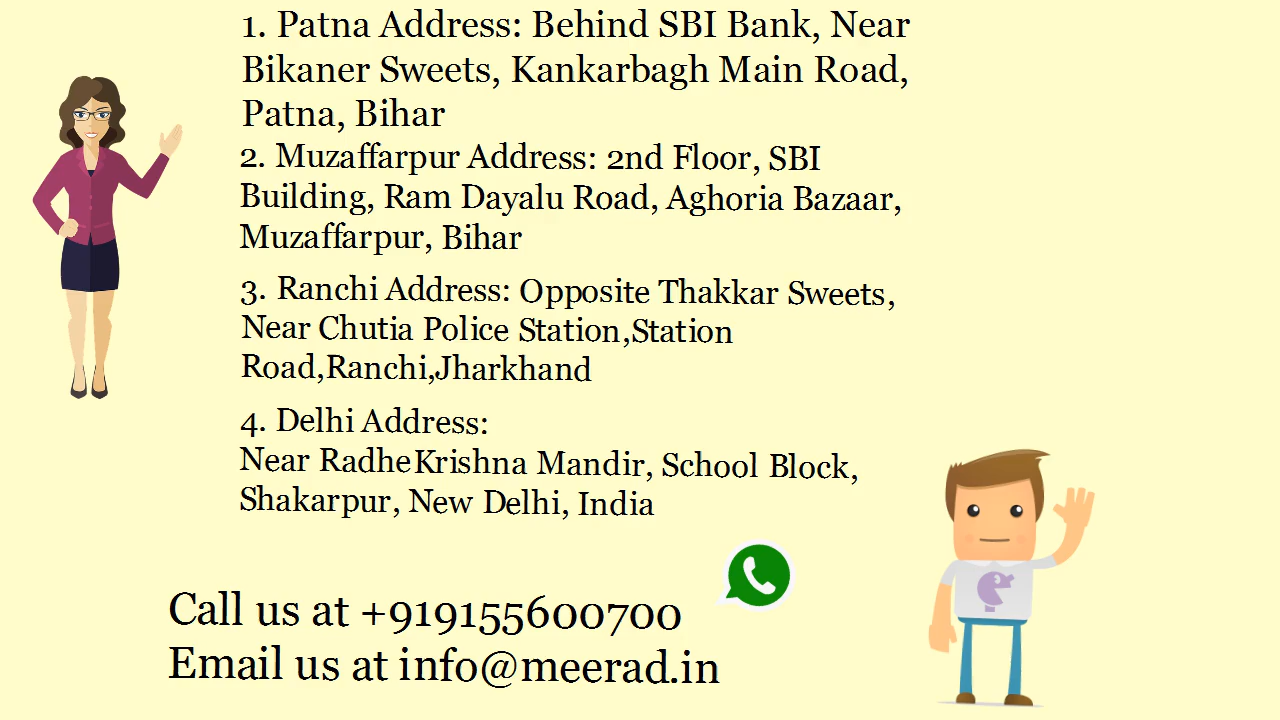 1. Patna Address: Behind SBI Bank, Near
Bikaner Sweets, Kankarbagh Main Road,
Patna, Bihar
2. Muzaffarpur Address: 2nd Floor, SBI
Building, Ram Dayalu Road, Aghoria Bazaar,
Muzaffarpur, Bihar
3. Ranchi Address: Opposite Thakkar Sweets,
Near Chutia Police Station,Station
Road,Ranchi,Jharkhand
4. Delhi Address:
Near RadheKrishna Mandir, School Block,
Shakarpur, New Delhi, India
Call us at +919155600700
Email us at info@meerad.in